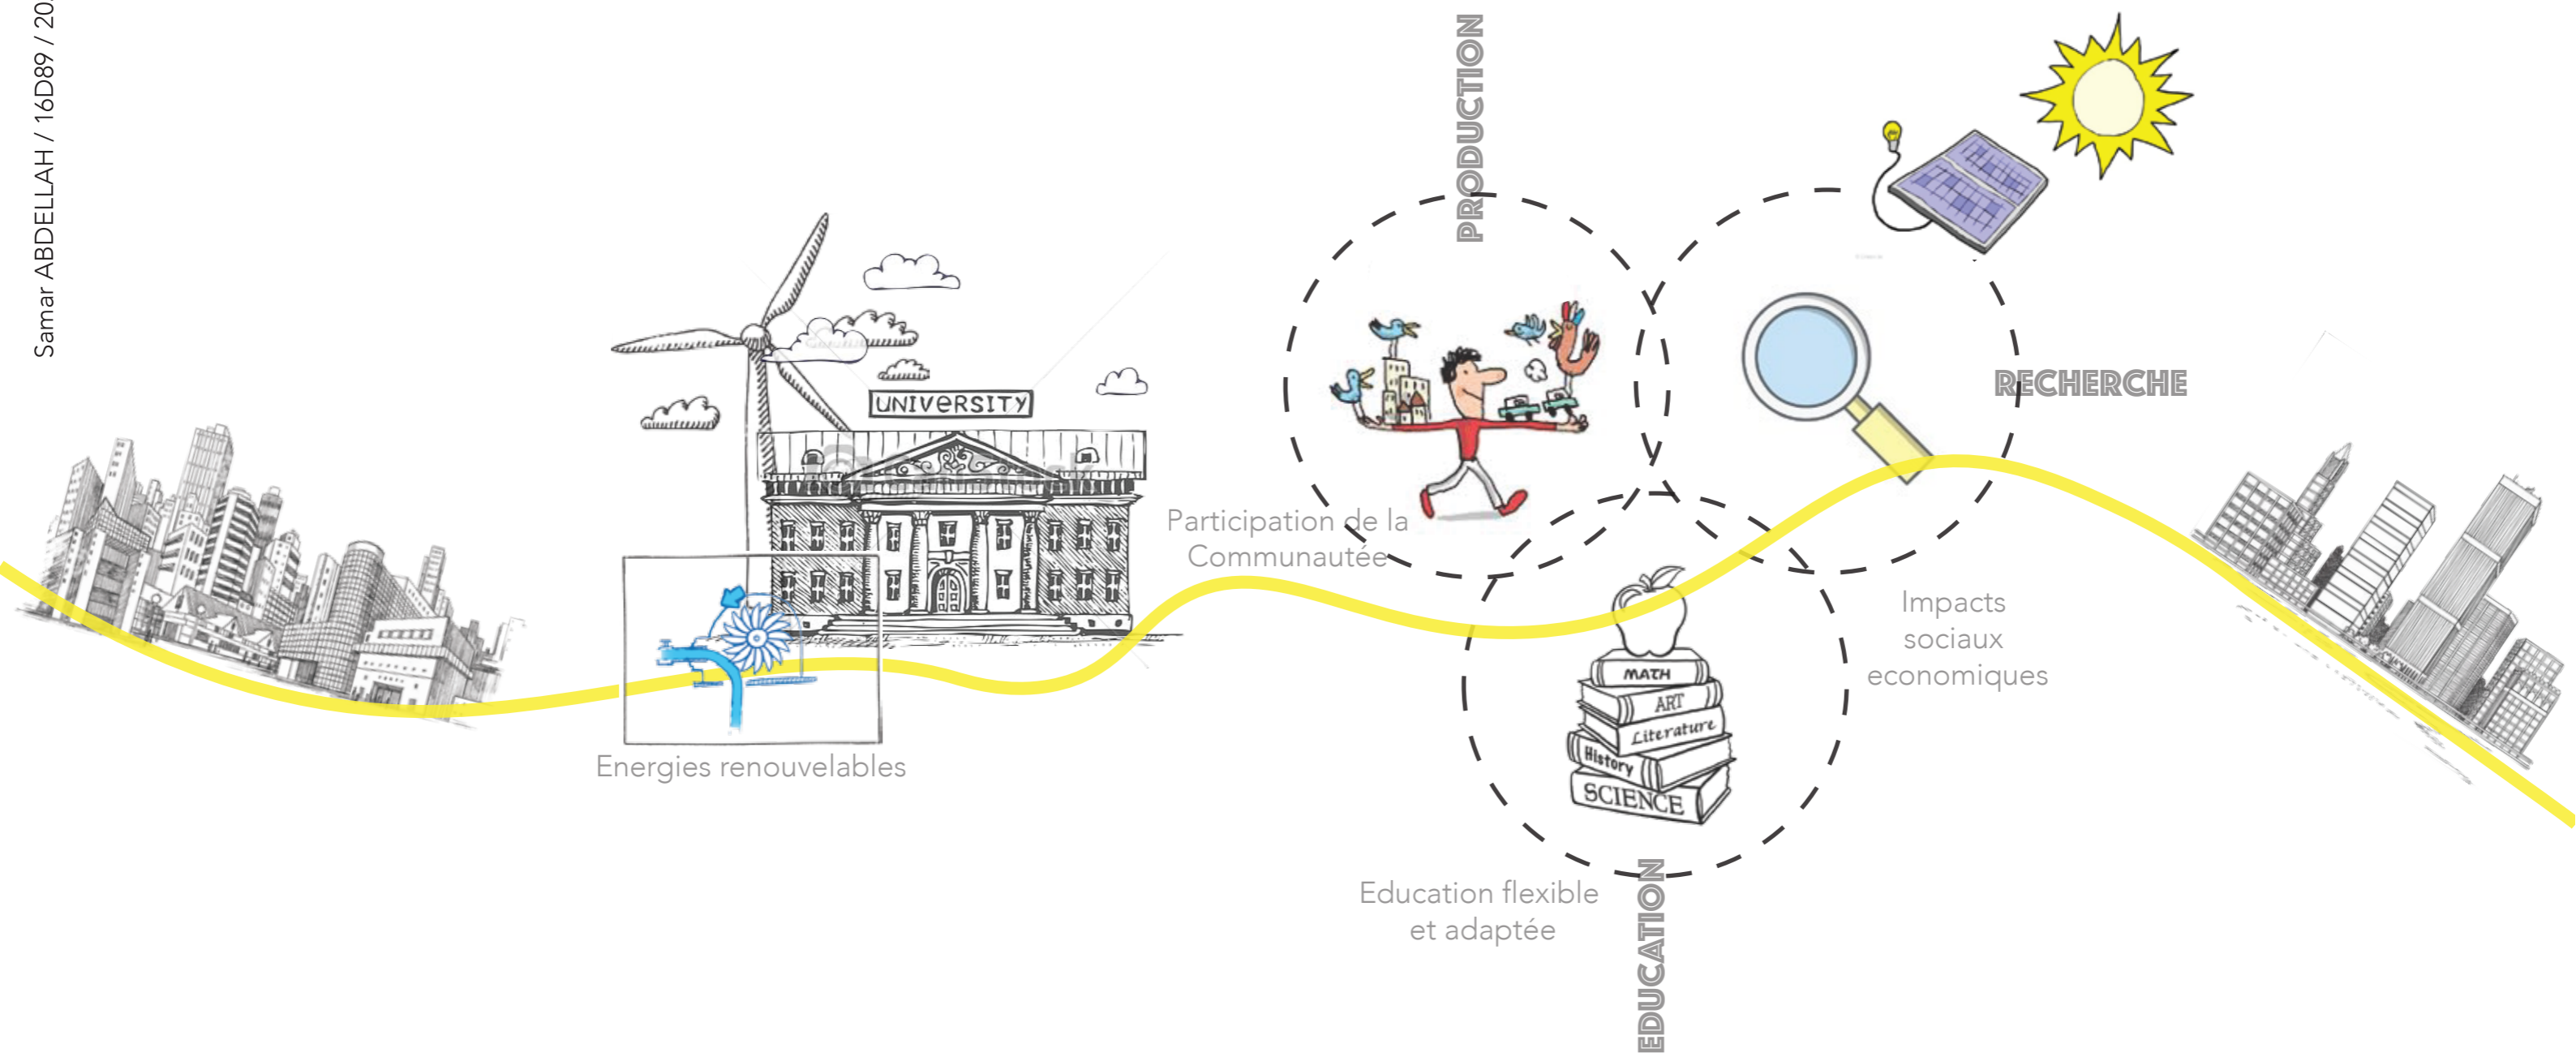 Samar ABDELLAH / 16D89 / 20
PRODUCTION
UNIVERSITY
RECHERCHE
Participation de la
Communautée
Impacts
sociaux
economiques
MATH
ART
Literature
History
SCIENCE
Energies renouvelables
Education flexible
et adaptée
EDUCATION